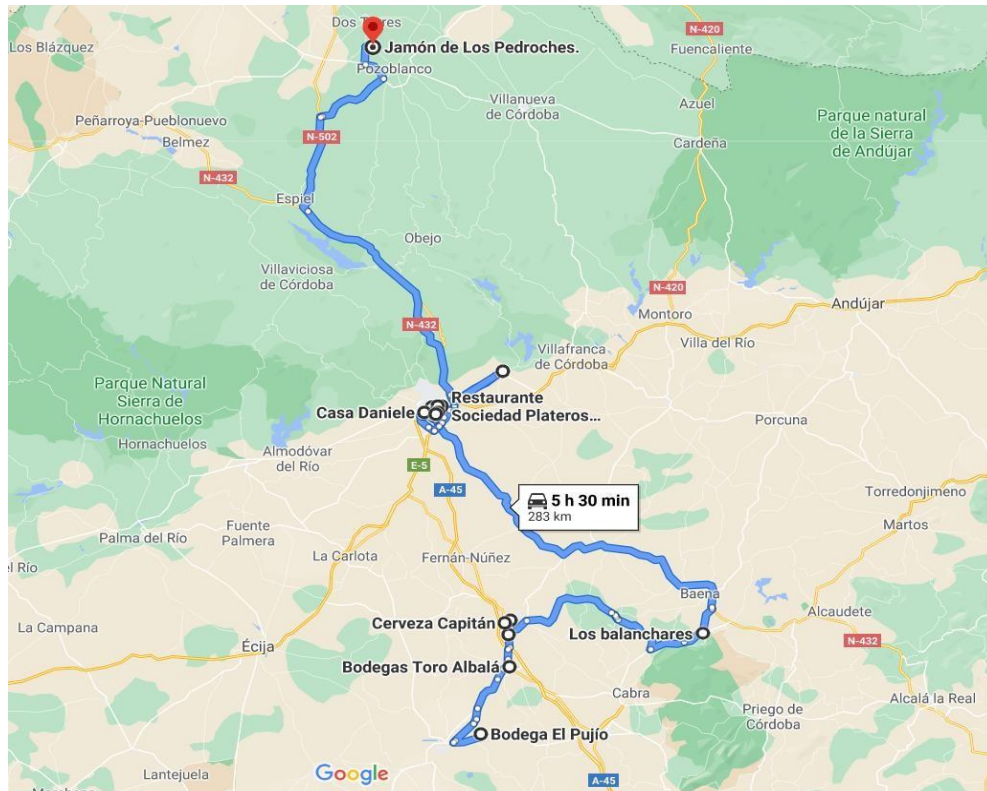 Dos Torres
Los Blázquez
Jamón de Los Pedroches.
N-420
Fuencaliente
Pozoblanco
Villanueva
de Córdoba
Azuel
Peñarroya-Pueblonuevo
Belmez
N-502
Cardeña
Parque natural
de la Sierra
de Andújar
N-432
Espiel
Obejo
Villaviciosa
de Córdoba
N-420
Andújar
Montoro
N-432
Villa del Río
Villafranca
de Córdoba
Parque Natural
Sierra de
Hornachuelos
Restaurante
Sociedad Plateros...
Casa Daniele
Porcuna
Hornachuelos
Almodóvar
del Río
E-5
A-45
5 h 30 min
283 km
Torredonjimeno
Martos
Palma del Río
Fuente
Palmera
La Carlota
Fernán-Núñez
el Río
Baena
Alcaudete
La Campana
Cerveza Capitán
Los balanchares
N-432
Écija
Bodegas Toro Albalá
Cabra
Priego de
Córdoba
Alcalá la Real
Bodega El Pujío
Lantejuela
Google
A-45